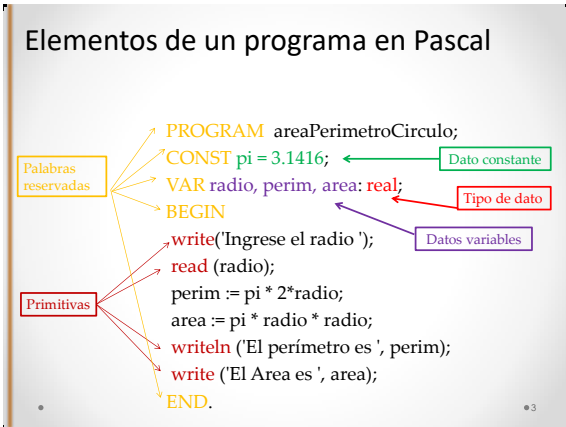 Elementos de un programa en Pascal
PROGRAM areaPerimetroCirculo;
CONST pi = 3.1416;
Dato constante
Palabras
reservadas
VAR radio, perim, area: real;
Tipo de dato
BEGIN
Datos variables
write('Ingrese el radio ');
read (radio);
perim := pi * 2*radio;
Primitivas
area := pi * radio * radio;
writeln ('El perímetro es ', perim);
write ('El Area es ', area);
END.
3